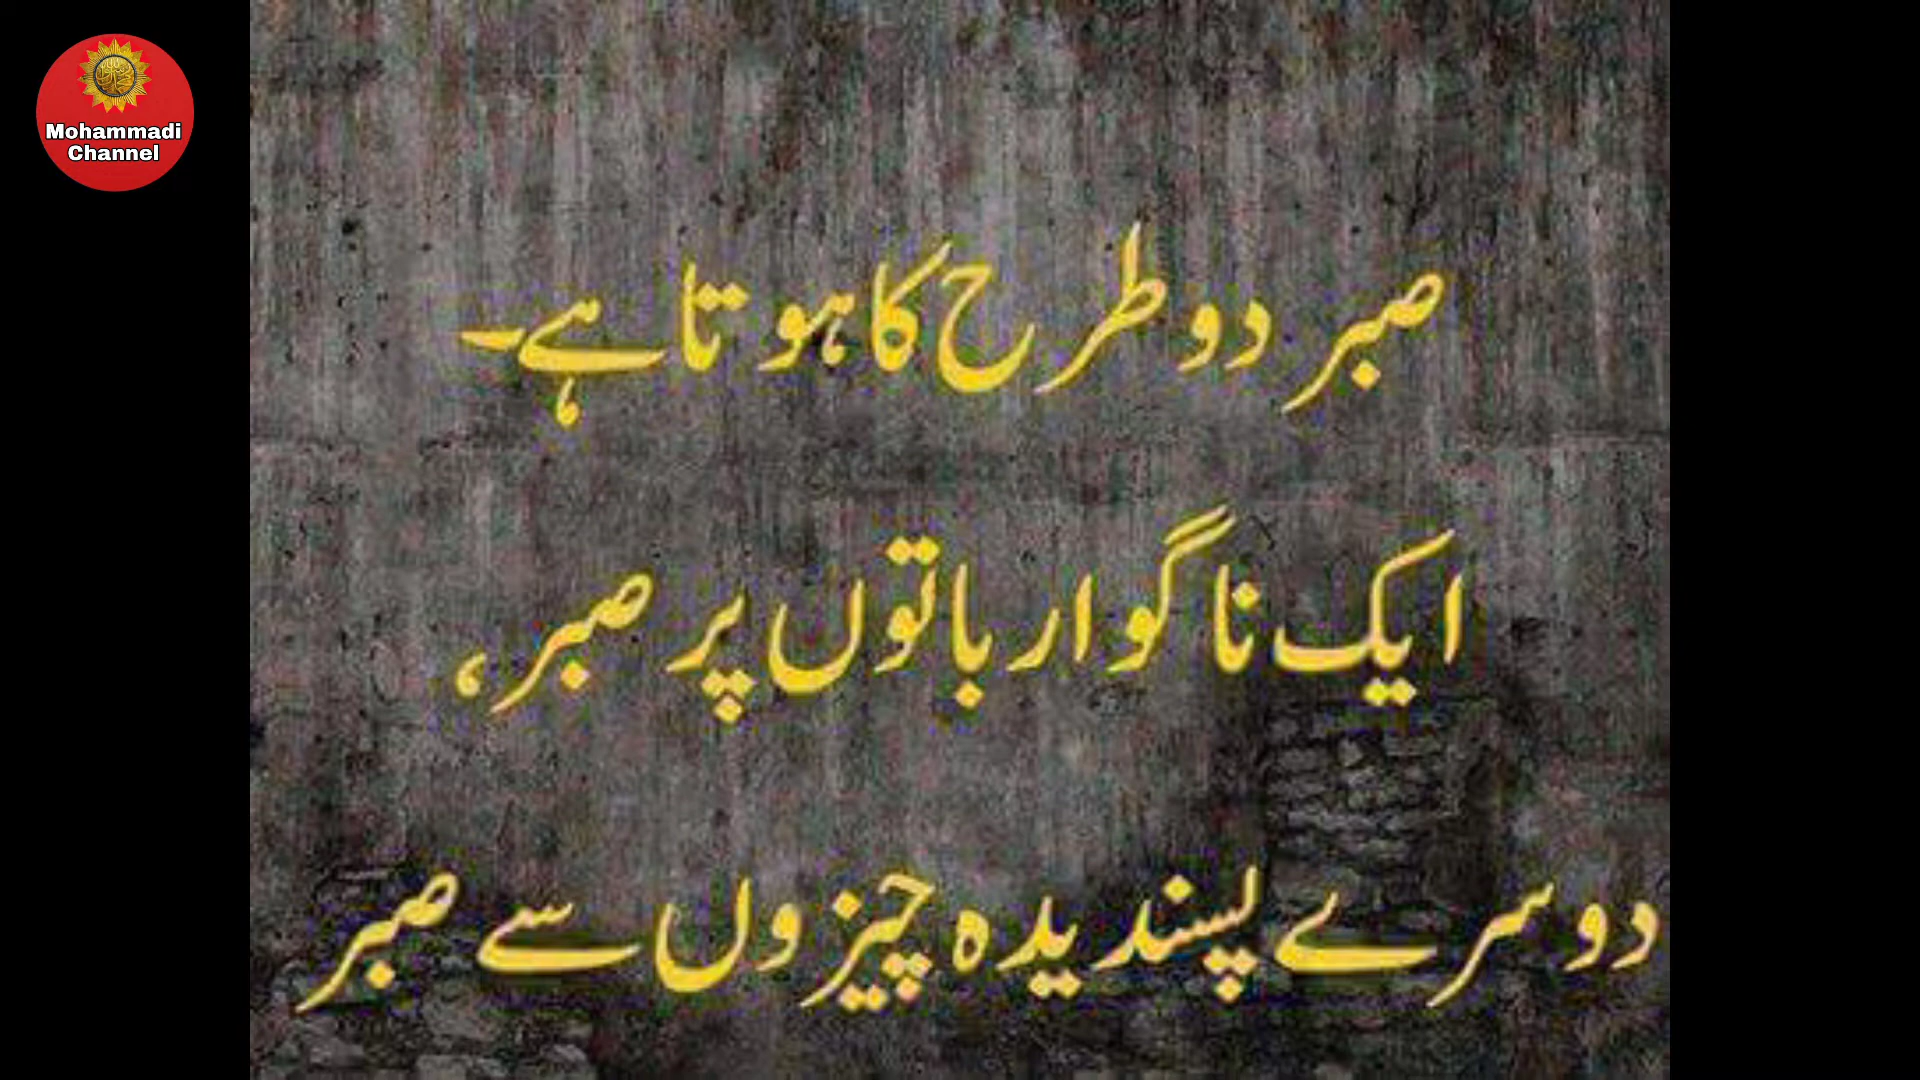 Mohammadi
Channel
صبر دو طرح کا ہوتا ہے۔
ایک ناگوار باتوں پر صبر،
دوسرے پسندیدہ چیزوں سے صبر